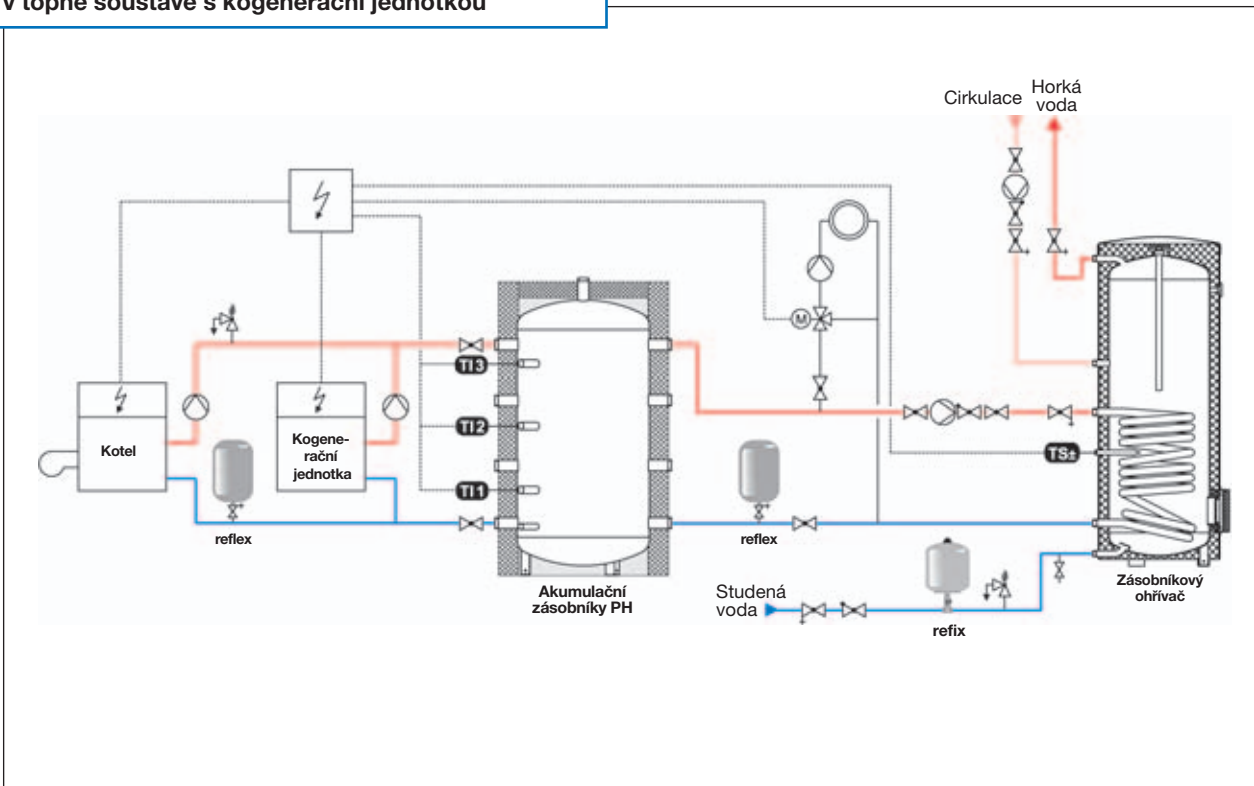 v topné soustavě s kogenerační jednotkou
Cirkulace
Horká
voda
M
TI3
TI2
TI1
TS±
Kotel
Kogene-
rační
jednotka
reflex
reflex
Akumulační
zásobníky PH
Studená
voda
refix
Zásobníkový
ohřívač